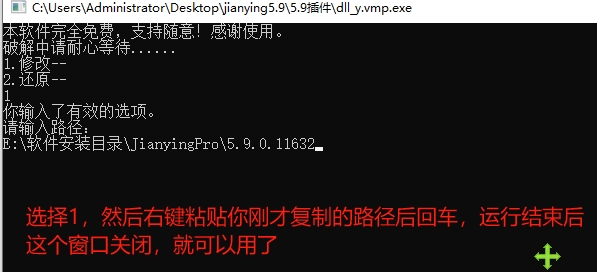 C:\Users\Administrator\Desktop\jianying5.9\5.9插件\dll_y.vmp.exe
本软件完全免费，支持随意！感谢使用。
破解中请耐心等待......
1.修改--
2.还原--
1
你输入了有效的选项。
请输入路径：
E:\软件安装目录\JianyingPro\5.9.0.11632
选择1，然后右键粘贴你刚才复制的路径后回车，运行结束后
这个窗口关闭，就可以用了